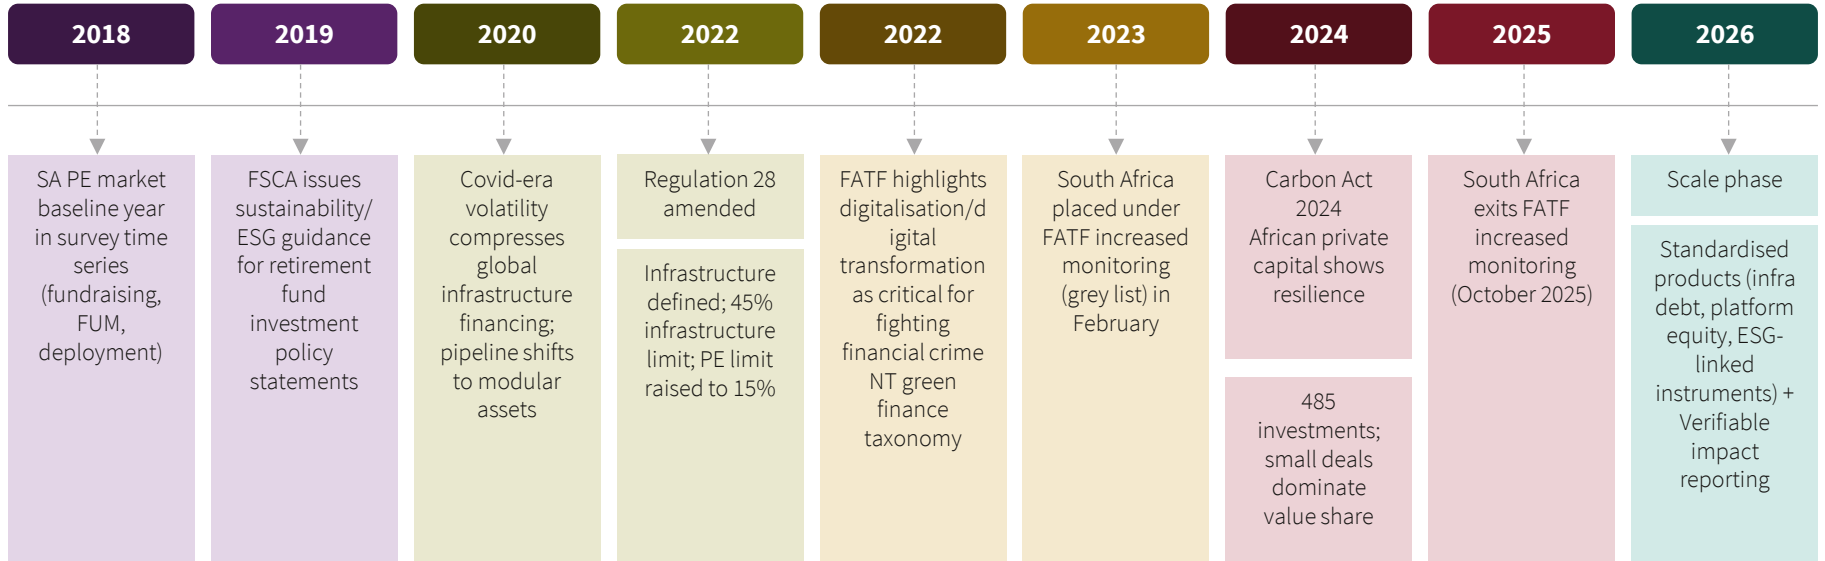 2018
2019
2020
2022
2022
2023
2024
2025
2026
SA PE market
baseline year
in survey time
series
(fundraising,
FUM,
deployment)
FSCA issues
sustainability/
ESG guidance
for retirement
fund
investment
policy
statements
Covid-era
volatility
compresses
global
infrastructure
financing;
pipeline shifts
to modular
assets
Regulation 28
amended
Infrastructure
defined; 45%
infrastructure
limit; PE limit
raised to 15%
FATF highlights
digitalisation/d
igital
transformation
as critical for
fighting
financial crime
NT green
finance
taxonomy
South Africa
placed under
FATF increased
monitoring
(grey list) in
February
Carbon Act
2024
African private
capital shows
resilience
485
investments;
small deals
dominate
value share
South Africa
exits FATF
increased
monitoring
(October 2025)
Scale phase
Standardised
products (infra
debt, platform
equity, ESG-
linked
instruments) +
Verifiable
impact
reporting